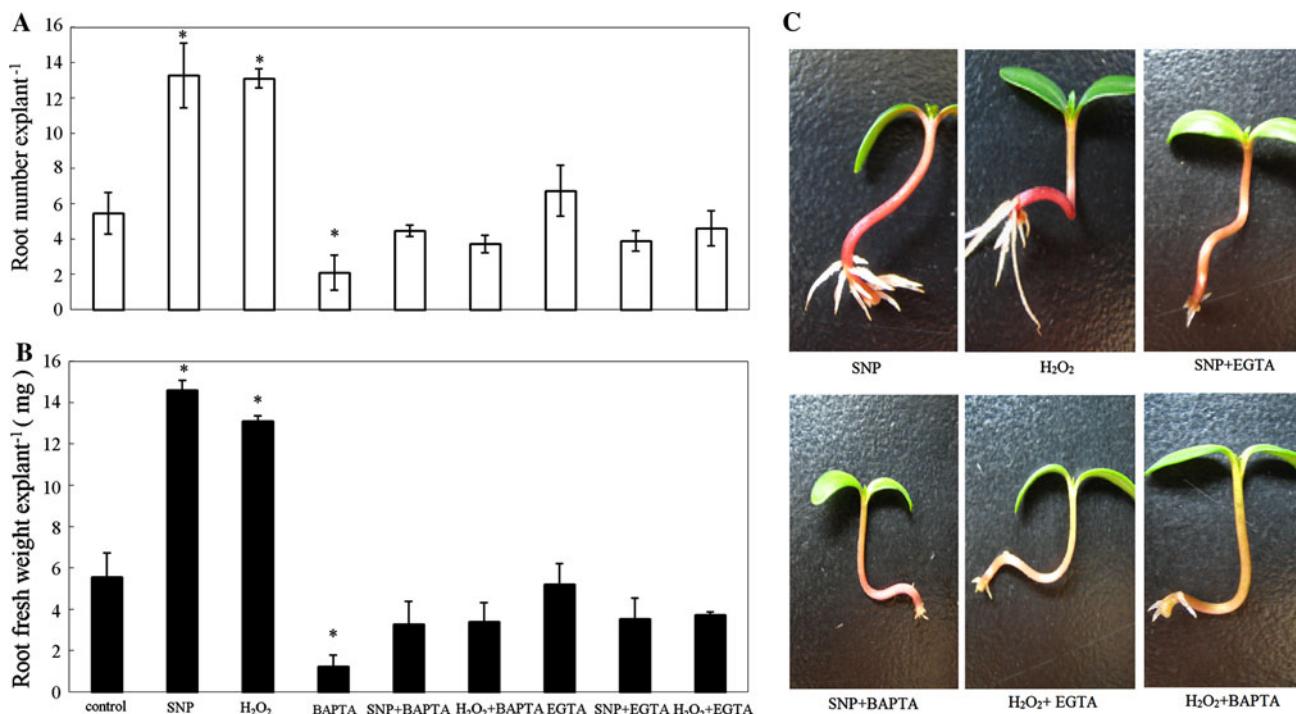 A
16
14
12
10
8
6
4
2
0
Root number explant⁻¹
* * *
B
16
14
12
10
8
6
4
2
0
Root fresh weight explant⁻¹ ( mg )
* * *
control SNP H₂O₂ BAPTA SNP+BAPTA H₂O₂+BAPTA EGTA SNP+EGTA H₂O₂+EGTA
C
SNP H₂O₂ SNP+EGTA
SNP+BAPTA H₂O₂+ EGTA H₂O₂+BAPTA